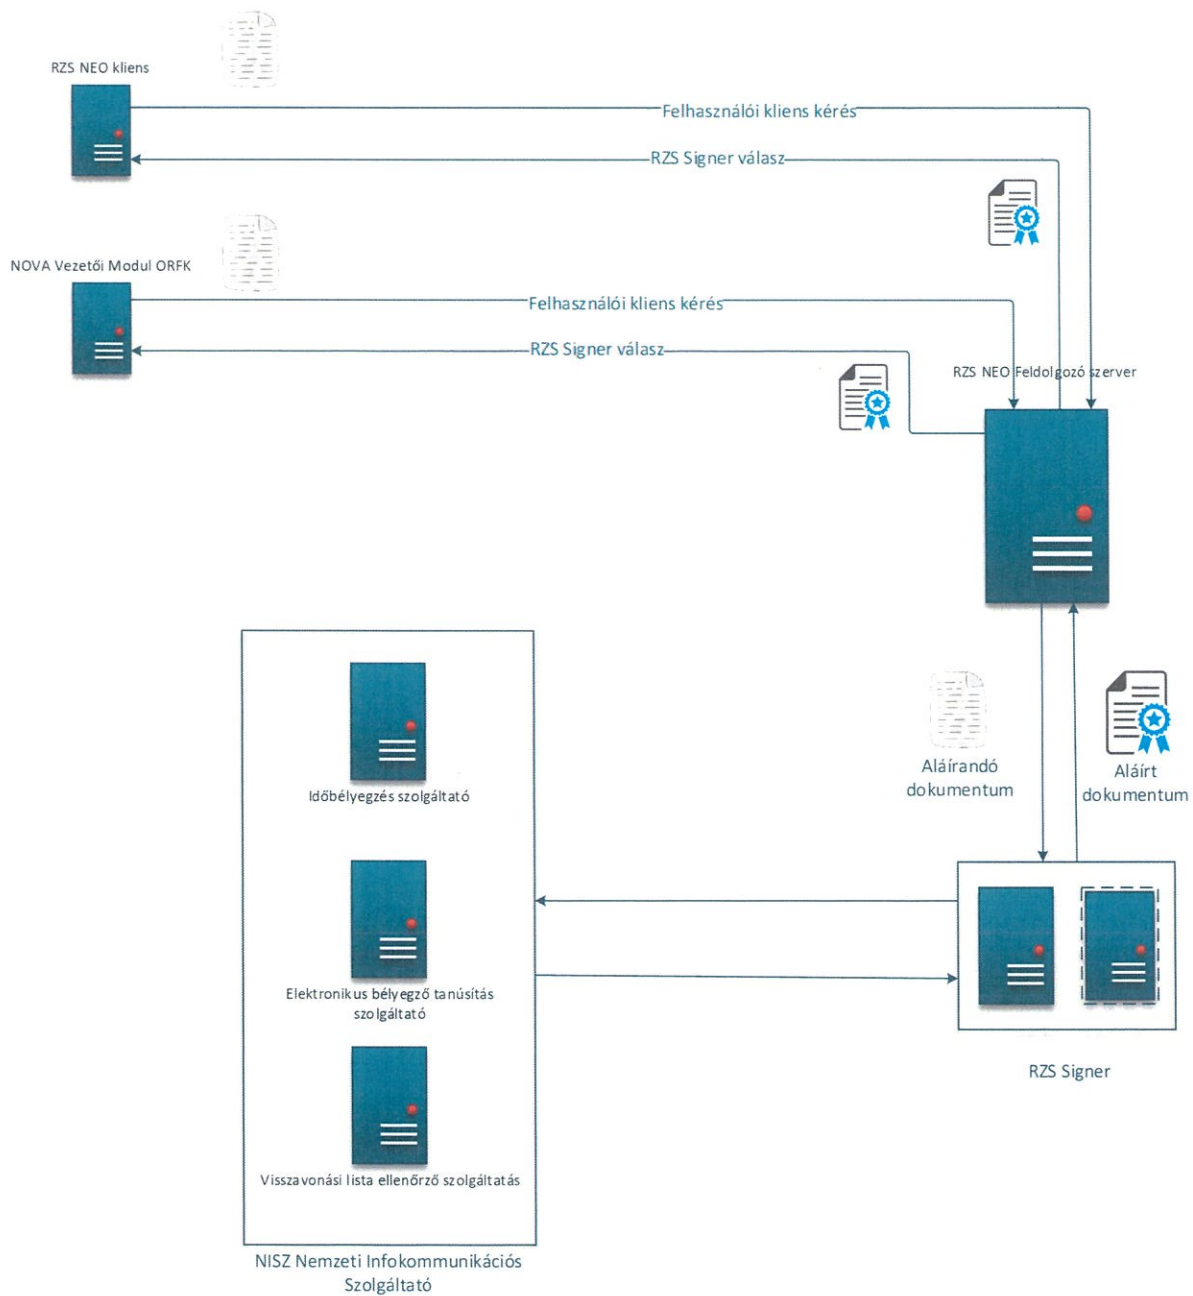 RZS NEO kliens
Felhasználói kliens kérés
RZS Signer válasz
NOVA Vezetői Modul ORFK
Felhasználói kliens kérés
RZS Signer válasz
RZS NEO Feldolgozó szerver
Időbélyegzés szolgáltató
Aláírandó
dokumentum
Aláírt
dokumentum
Elektronikus bélyegző tanúsítás
szolgáltató
RZS Signer
Visszavonási lista ellenőrző szolgáltatás
NISZ Nemzeti Infokommunikációs
Szolgáltató